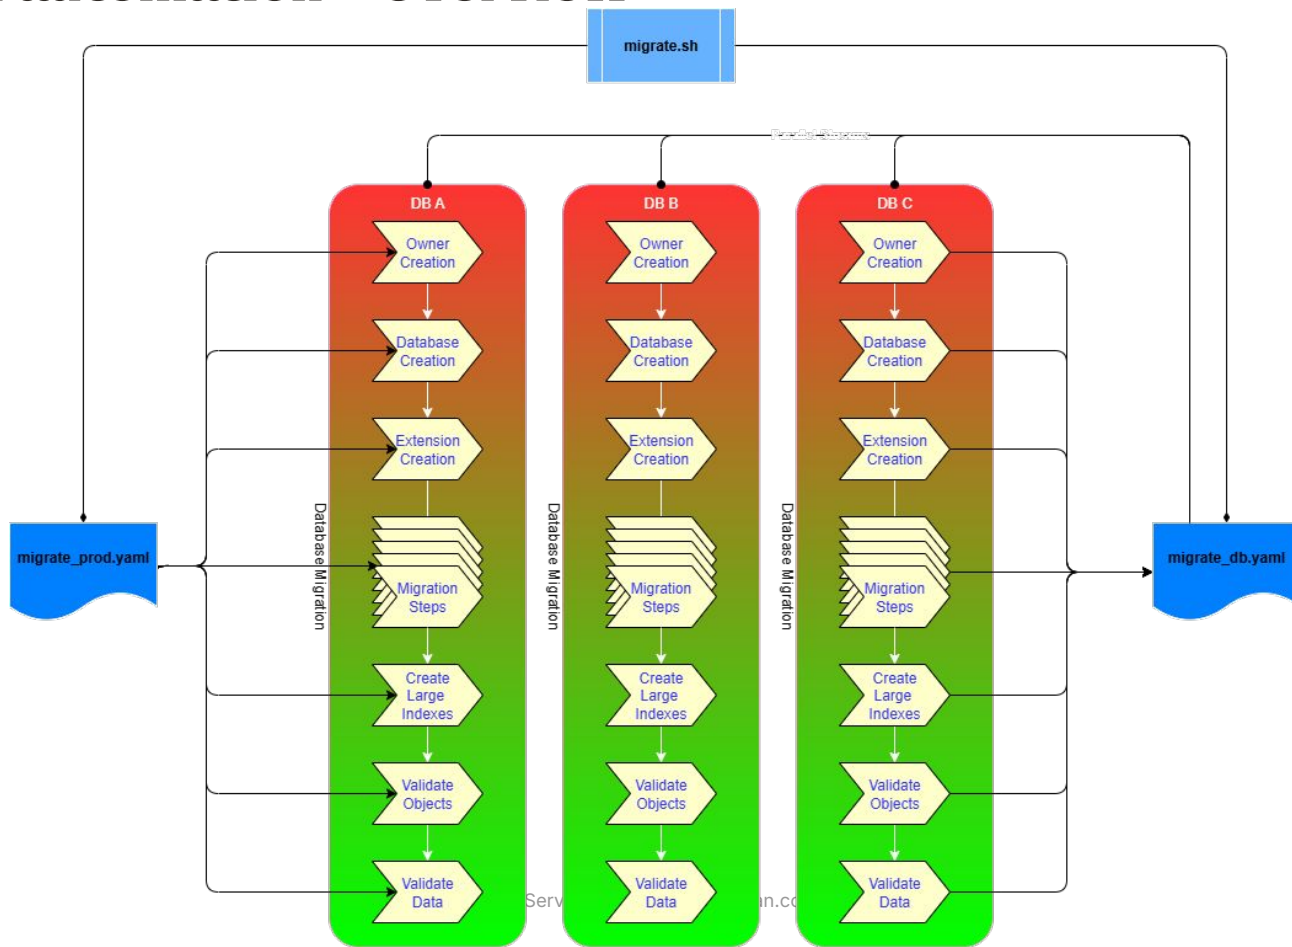 migrate.sh
Parallel Streams
DB A
DB B
DB C
Owner
Creation
Owner
Creation
Owner
Creation
Database
Creation
Database
Creation
Database
Creation
Extension
Creation
Extension
Creation
Extension
Creation
Database Migration
Database Migration
Database Migration
migrate_prod.yaml
migrate_db.yaml
Migration
Steps
Migration
Steps
Migration
Steps
Create
Large
Indexes
Create
Large
Indexes
Create
Large
Indexes
Validate
Objects
Validate
Objects
Validate
Objects
Validate
Data
Validate
Data
Validate
Data